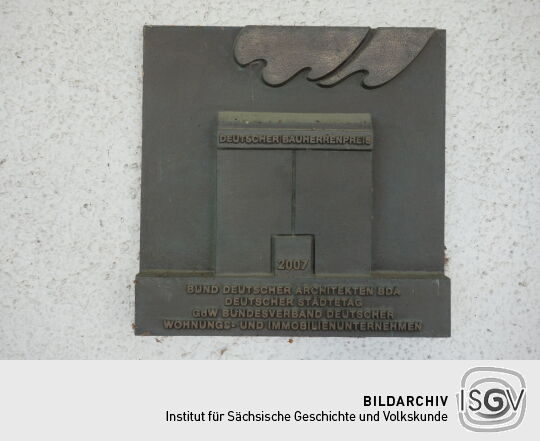 DEUTSCHER BAUHERRENPREIS
2007
BUND DEUTSCHER ARCHITEKTEN BDA
DEUTSCHER STÄDTETAG
GdW BUNDESVERBAND DEUTSCHER
WOHNUNGS- UND IMMOBILIENUNTERNEHMEN
BILDARCHIV
Institut für Sächsische Geschichte und Volkskunde
ISGV